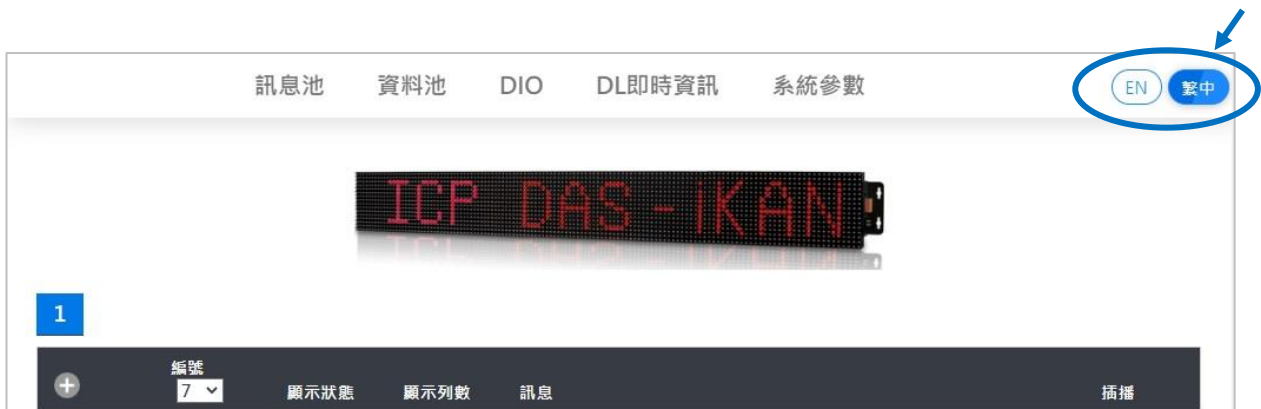 訊息池 資料池 DIO DL即時資訊 系統參數 EN 繁中
ICP DAS - iKAN
1
編號
7 顯示狀態 顯示列數 訊息 插播